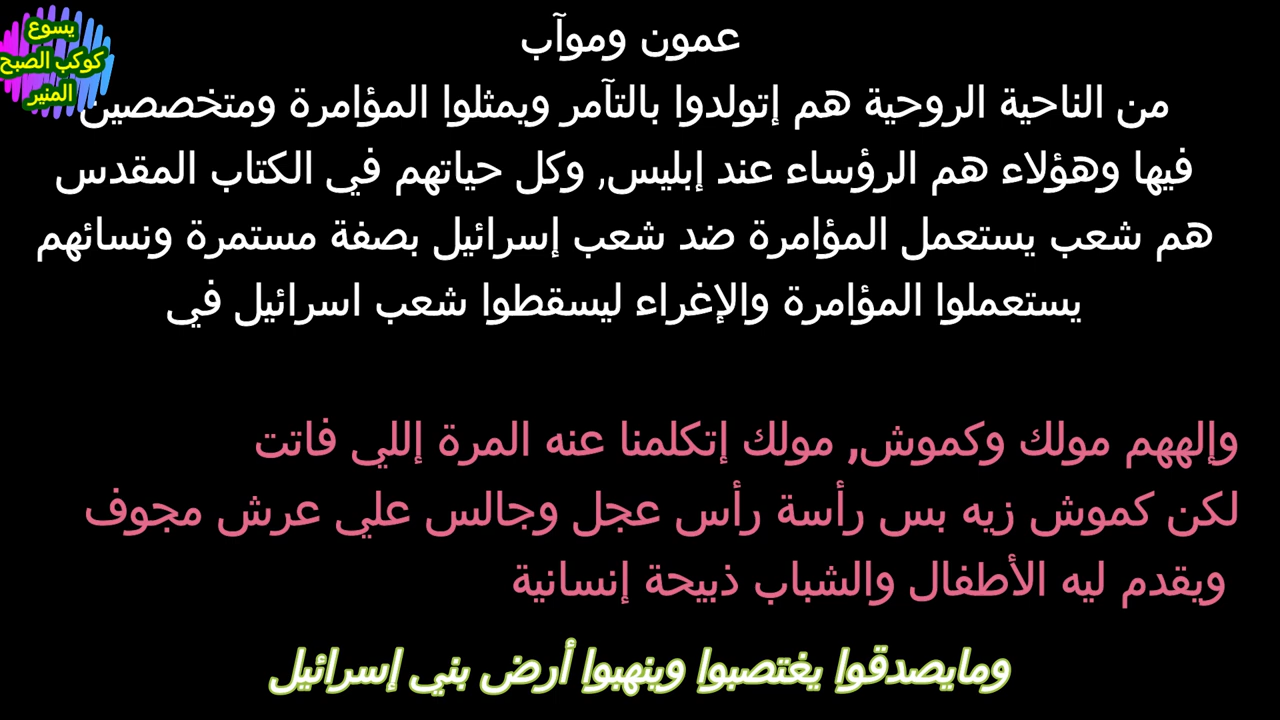 يسوع
كوكب الصبح
المنير
عمون وموآب
من الناحية الروحية هم إتولدوا بالتآمر ويمثلوا المؤامرة ومتخصصين
فيها وهؤلاء هم الرؤساء عند إبليس, وكل حياتهم في الكتاب المقدس
هم شعب يستعمل المؤامرة ضد شعب إسرائيل بصفة مستمرة ونسائهم
يستعملوا المؤامرة والإغراء ليسقطوا شعب اسرائيل في
وإلههم مولك وكموش, مولك إتكلمنا عنه المرة إللي فاتت
لكن كموش زيه بس رأسة رأس عجل وجالس علي عرش مجوف
ويقدم ليه الأطفال والشباب ذبيحة إنسانية
ومايصدقوا يغتصبوا وينهبوا أرض بني إسرائيل